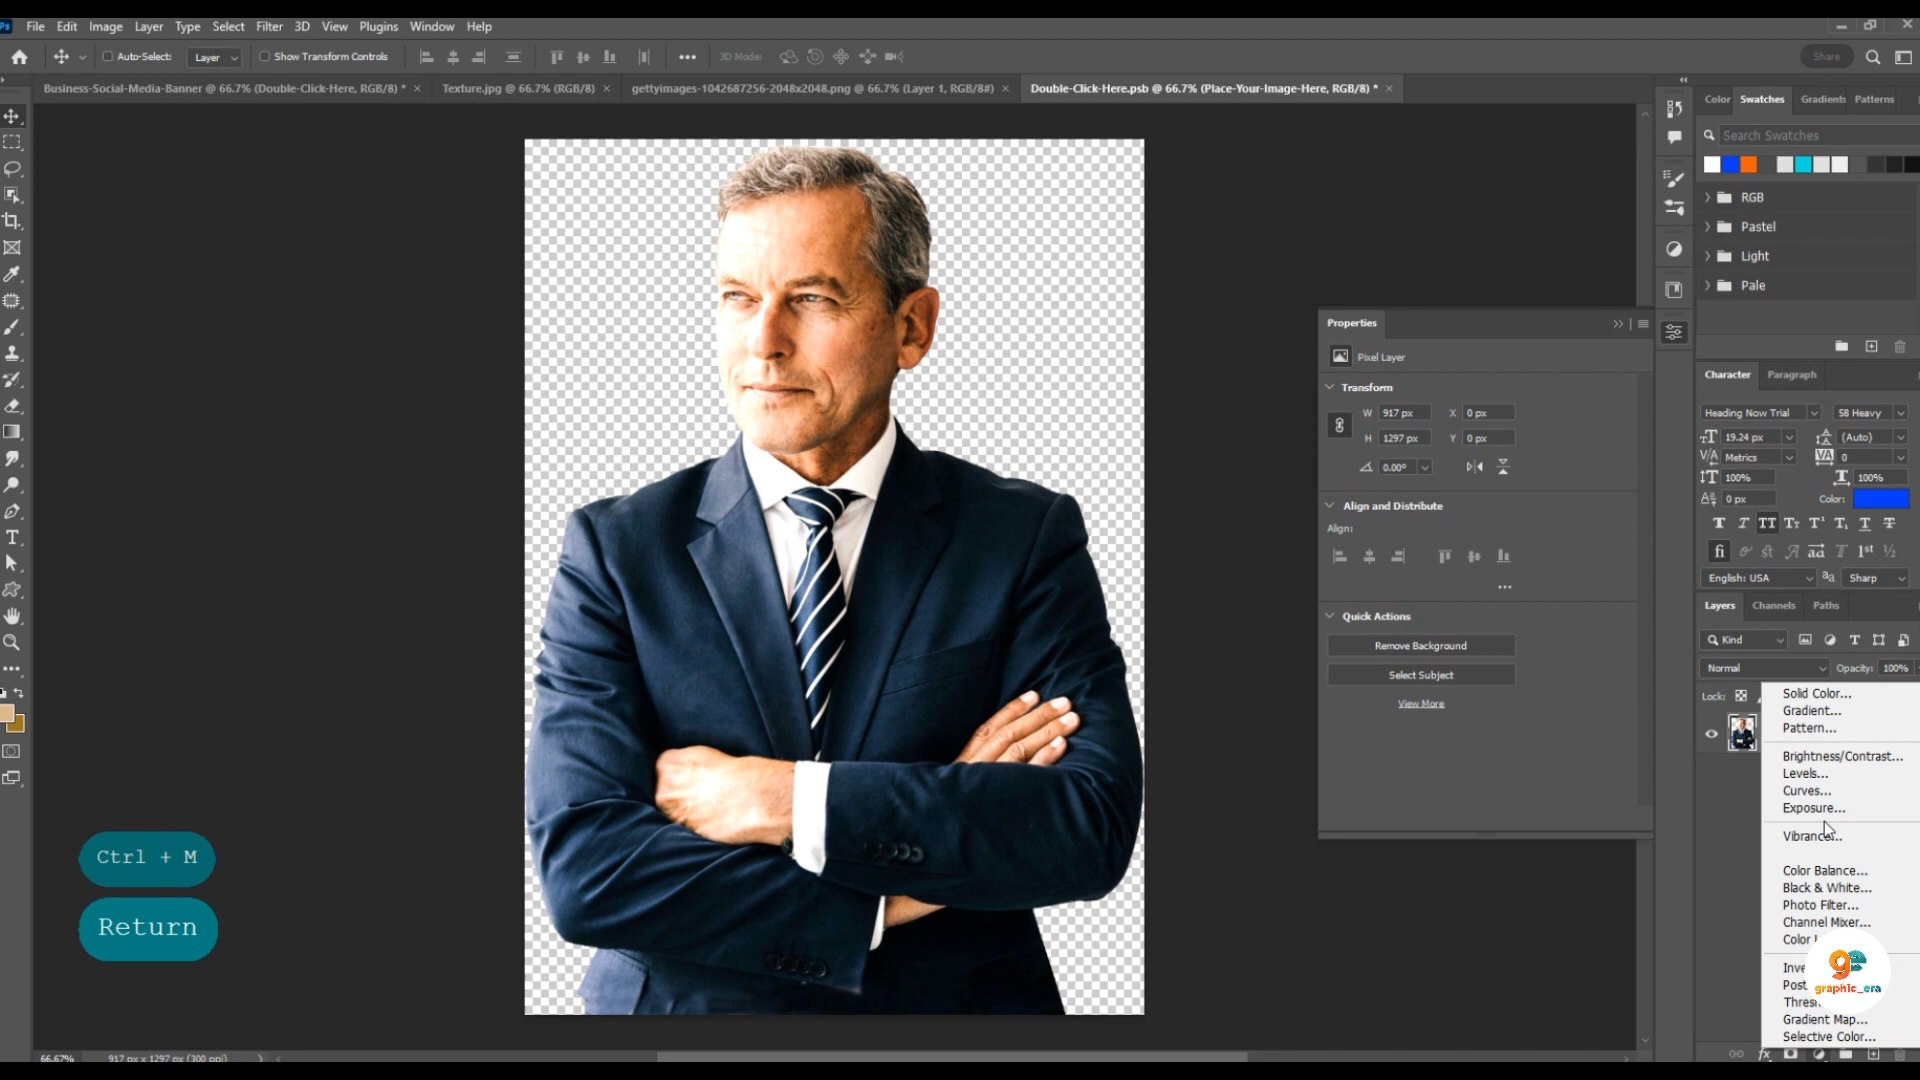 Ps File Edit Image Layer Type Select Filter 3D View Plugins Window Help
Auto-Select: Layer Show Transform Controls 3D Mode: Share
Business-Social-Media-Banner @ 66.7% (Double-Click-Here, RGB/8) * × Texture.jpg @ 66.7% (RGB/8) × gettyimages-1042687256-2048x2048.png @ 66.7% (Layer 1, RGB/8#) × Double-Click-Here.psb @ 66.7% (Place-Your-Image-Here, RGB/8) * ×
Color Swatches Gradients Patterns
Search Swatches
RGB
Pastel
Light
Pale
Properties
Pixel Layer
Transform
W 917 px X 0 px
H 1297 px Y 0 px
0.00°
Align and Distribute
Align:
Quick Actions
Remove Background
Select Subject
View More
Character Paragraph
Heading Now Trial 58 Heavy
19.24 px (Auto)
Metrics 0
100% 100%
0 px Color:
English: USA Sharp
Layers Channels Paths
Kind
Normal Opacity: 100%
Lock:
Solid Color...
Gradient...
Pattern...
Brightness/Contrast...
Levels...
Curves...
Exposure...
Color Balance...
Black & White...
Photo Filter...
Channel Mixer...
Color
Gradient Map...
Selective Color...
ge
graphic_era
Ctrl + M
Return
66.67% 917 px x 1297 px (300 ppi)